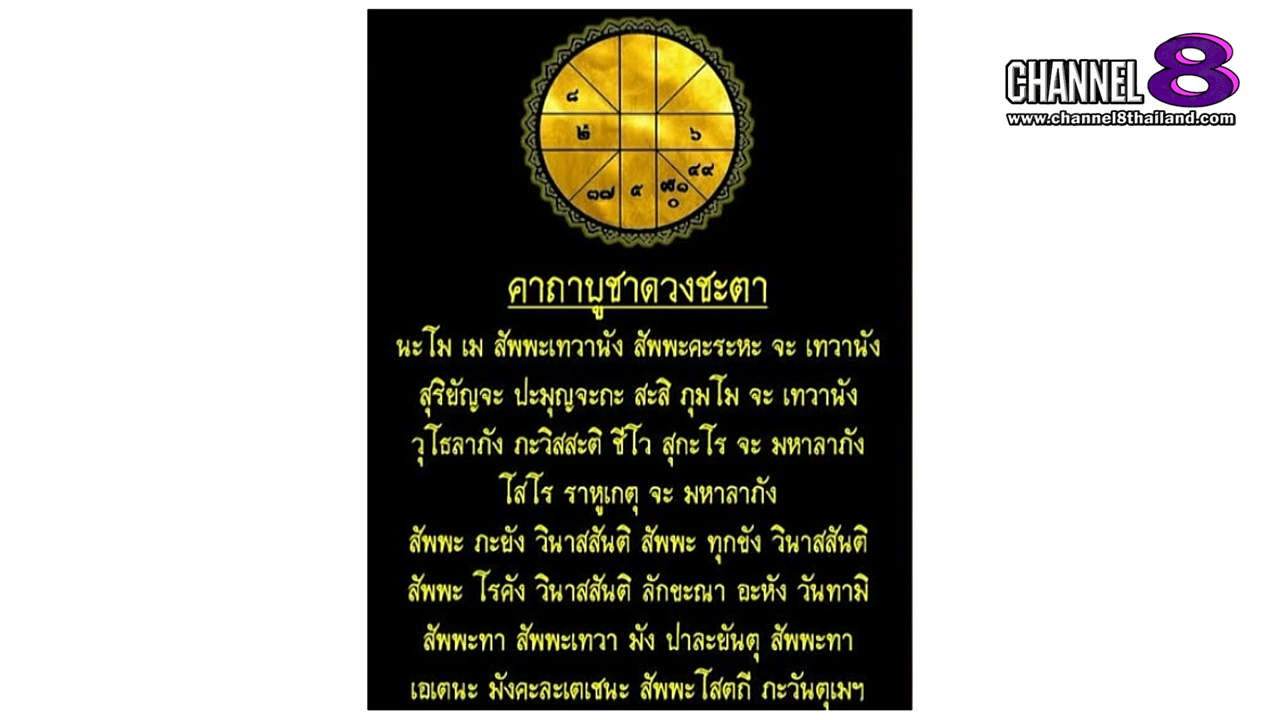 CHANNEL 8
www.channel8thailand.com
๘
๒ ๖
๔๙
๓๗ ๕ ๑
๐
คาถาบูชาดวงชะตา
นะโม เม สัพพะเทวานัง สัพพะคะระหะ จะ เทวานัง
สุริยัญจะ ปะมุญจะถะ สะสิ ภุมโม จะ เทวานัง
วุโธลาภัง ภะวิสสะติ ชีโว สุกะโร จะ มหาลาภัง
โสโร ราหูเกตุ จะ มหาลาภัง
สัพพะ ภะยัง วินาสสันติ สัพพะ ทุกขัง วินาสสันติ
สัพพะ โรคัง วินาสสันติ ลักขะณา อะหัง วันทามิ
สัพพะทา สัพพะเทวา มัง ปาละยันตุ สัพพะทา
เอเตนะ มังคะละเตเชนะ สัพพะโสตถี ภะวันตุเมฯ